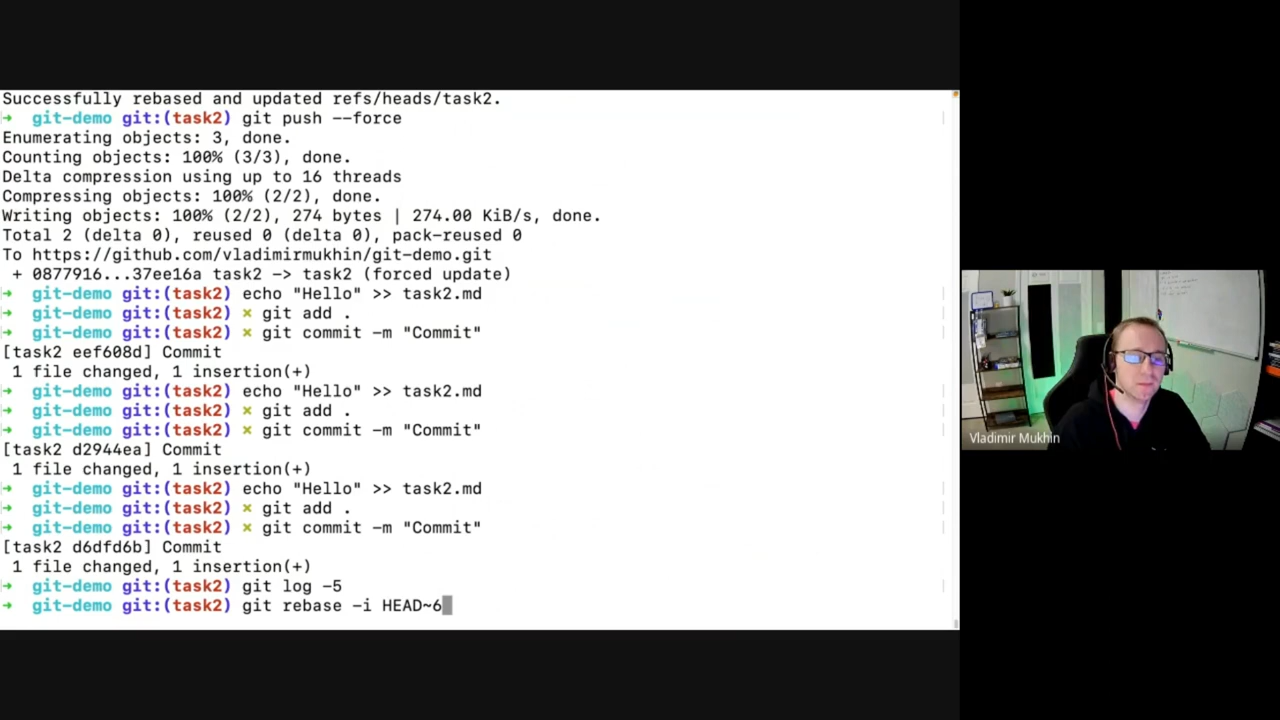 Successfully rebased and updated refs/heads/task2.
➜  git-demo git:(task2) git push --force
Enumerating objects: 3, done.
Counting objects: 100% (3/3), done.
Delta compression using up to 16 threads
Compressing objects: 100% (2/2), done.
Writing objects: 100% (2/2), 274 bytes | 274.00 KiB/s, done.
Total 2 (delta 0), reused 0 (delta 0), pack-reused 0
To https://github.com/vladimirmukhin/git-demo.git
 + 0877916...37ee16a task2 -> task2 (forced update)
➜  git-demo git:(task2) echo "Hello" >> task2.md
➜  git-demo git:(task2) × git add .
➜  git-demo git:(task2) × git commit -m "Commit"
[task2 eef608d] Commit
 1 file changed, 1 insertion(+)
➜  git-demo git:(task2) echo "Hello" >> task2.md
➜  git-demo git:(task2) × git add .
➜  git-demo git:(task2) × git commit -m "Commit"
[task2 d2944ea] Commit
 1 file changed, 1 insertion(+)
➜  git-demo git:(task2) echo "Hello" >> task2.md
➜  git-demo git:(task2) × git add .
➜  git-demo git:(task2) × git commit -m "Commit"
[task2 d6dfd6b] Commit
 1 file changed, 1 insertion(+)
➜  git-demo git:(task2) git log -5
➜  git-demo git:(task2) git rebase -i HEAD~6
Vladimir Mukhin